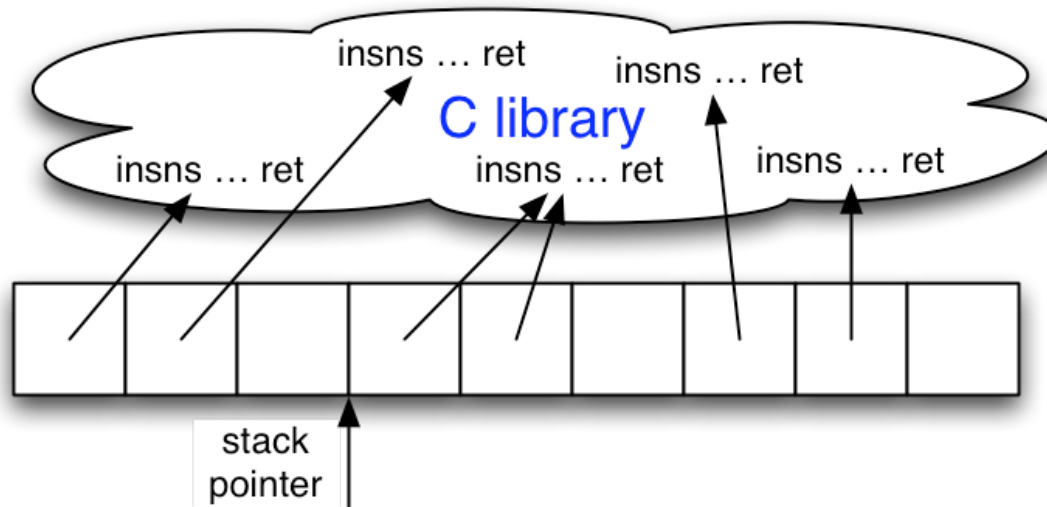 insns … ret
insns … ret
C library
insns … ret
insns … ret
insns … ret
stack
pointer